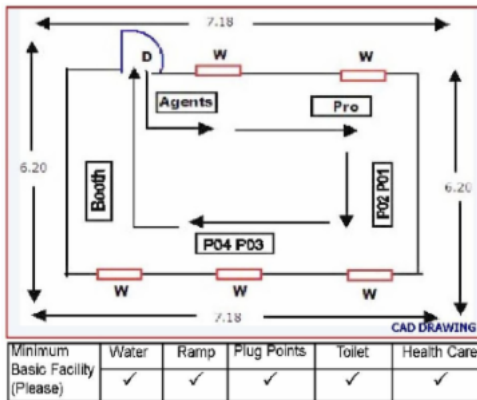 7.18
D
W
W
Agents
Pro
6.20
6.20
Booth
P02 P01
P04 P03
W
W
W
7.18
CAD DRAWING
Minimum Basic Facility (Please) Water Ramp Plug Points Toilet Health Care
✓ ✓ ✓ ✓ ✓